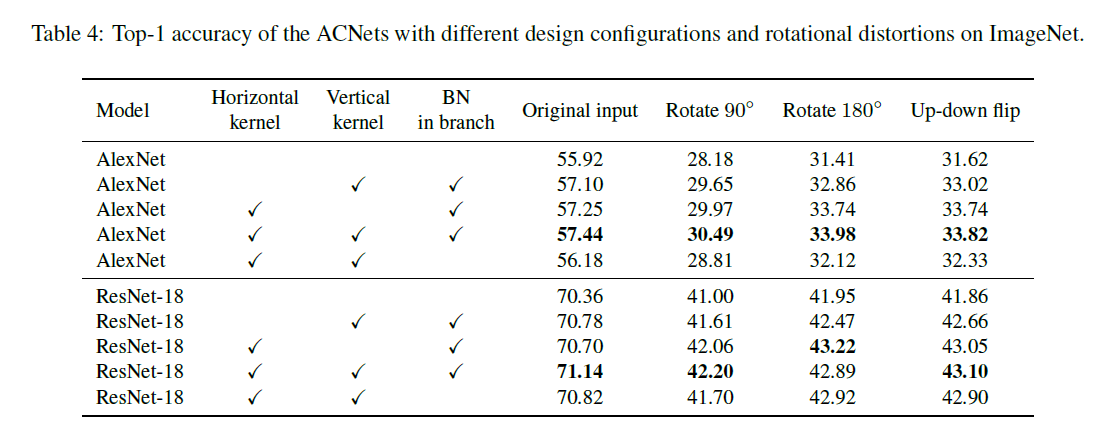 Table 4: Top-1 accuracy of the ACNets with different design configurations and rotational distortions on ImageNet.
Model Horizontal kernel Vertical kernel BN in branch Original input Rotate 90° Rotate 180° Up-down flip
AlexNet 55.92 28.18 31.41 31.62
AlexNet ✓ ✓ 57.10 29.65 32.86 33.02
AlexNet ✓ ✓ 57.25 29.97 33.74 33.74
AlexNet ✓ ✓ ✓ 57.44 30.49 33.98 33.82
AlexNet ✓ ✓ 56.18 28.81 32.12 32.33
ResNet-18 70.36 41.00 41.95 41.86
ResNet-18 ✓ ✓ 70.78 41.61 42.47 42.66
ResNet-18 ✓ ✓ 70.70 42.06 43.22 43.05
ResNet-18 ✓ ✓ ✓ 71.14 42.20 42.89 43.10
ResNet-18 ✓ ✓ 70.82 41.70 42.92 42.90